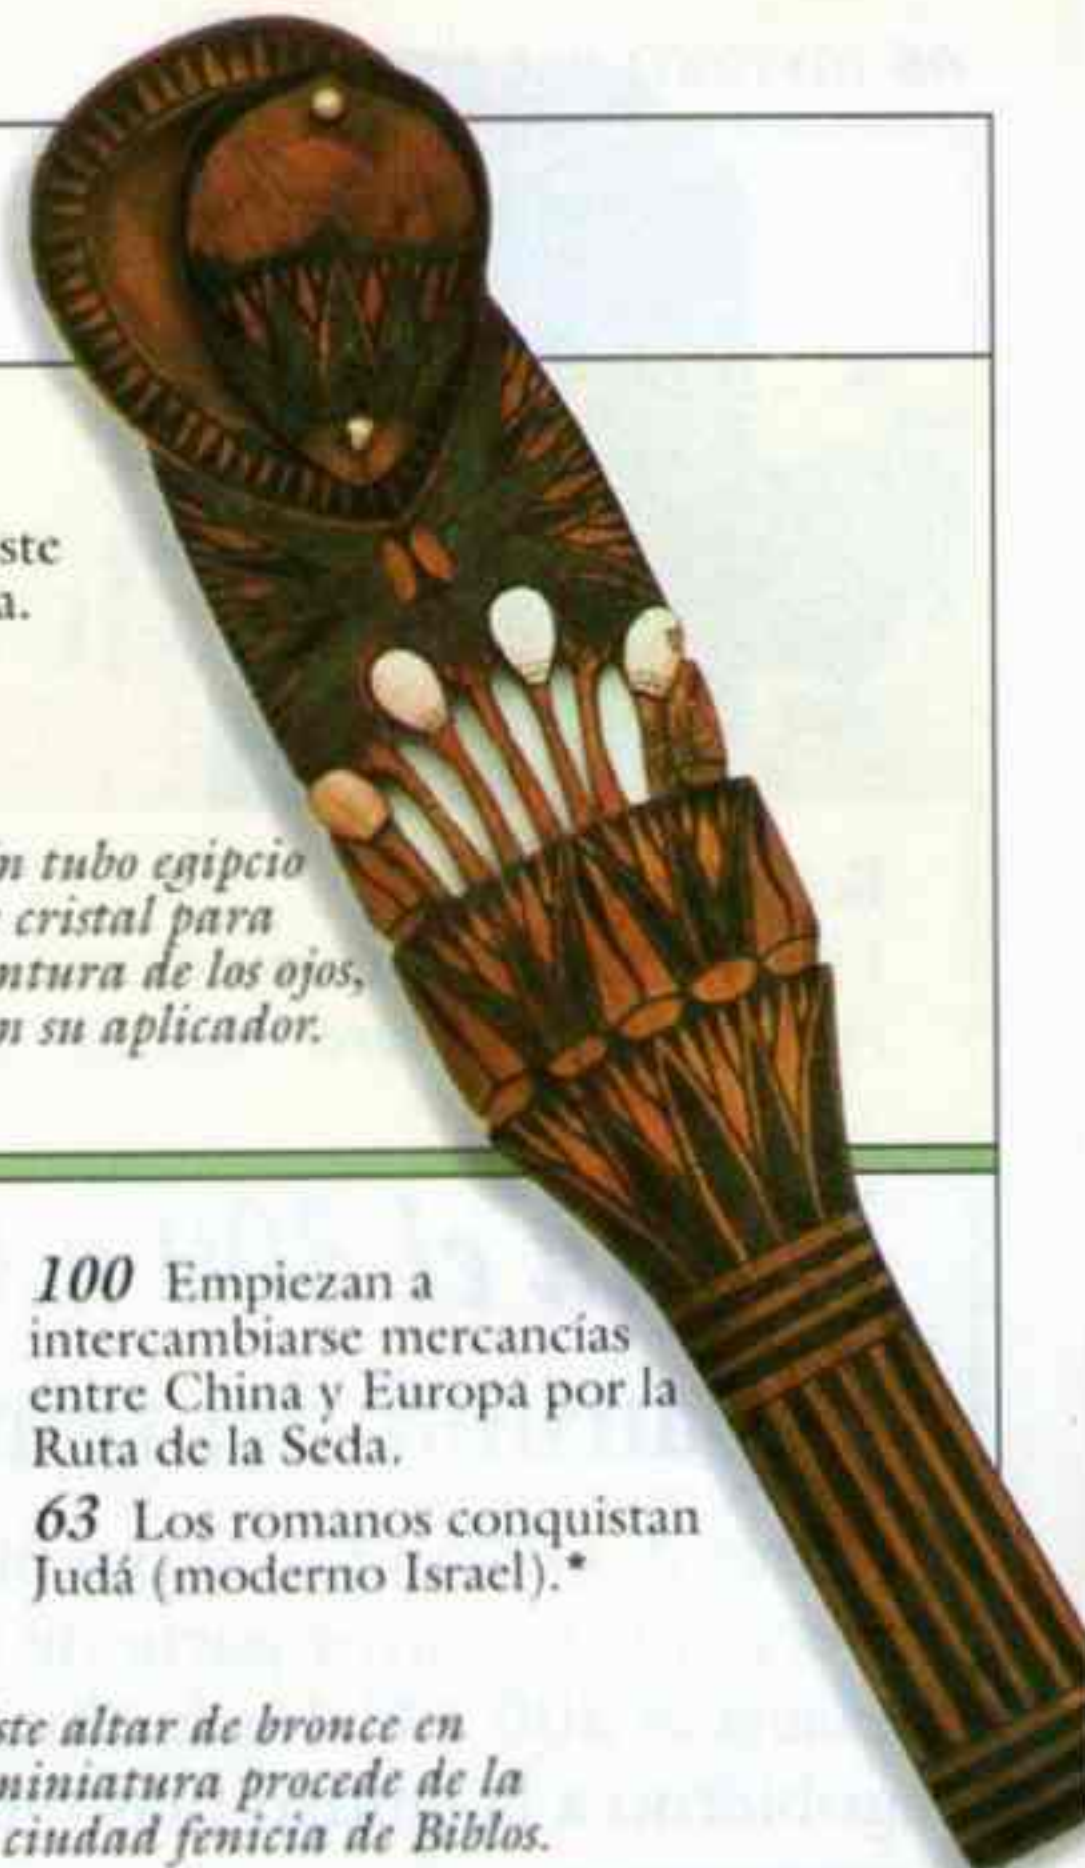 ste
a.
n tubo egipcio
cristal para
ntura de los ojos,
n su aplicador.
100 Empiezan a
intercambiarse mercancías
entre China y Europa por la
Ruta de la Seda.
63 Los romanos conquistan
Judá (moderno Israel).*
ste altar de bronce en
miniatura procede de la
ciudad fenicia de Biblos.